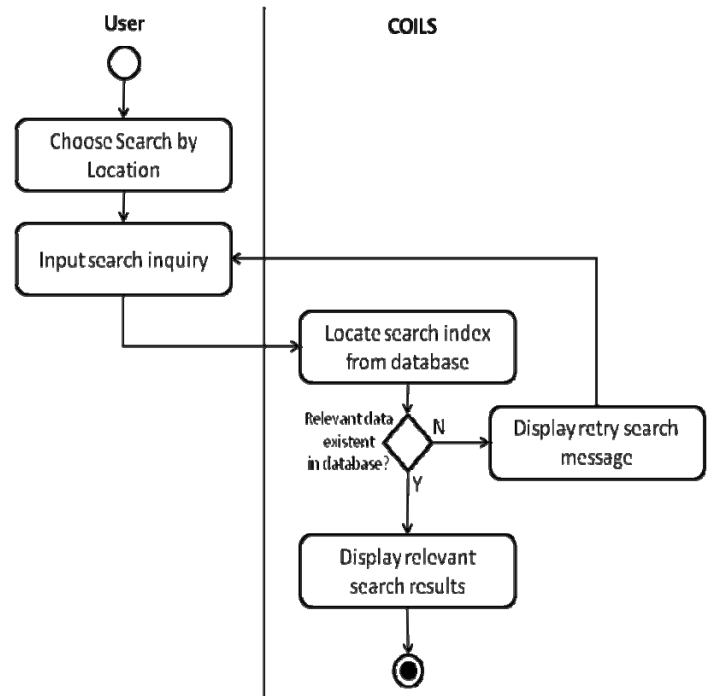 User
COILS
Choose Search by
Location
Input search inquiry
Locate search index
from database
Relevant data
existent
in database?
N
Display retry search
message
Y
Display relevant
search results